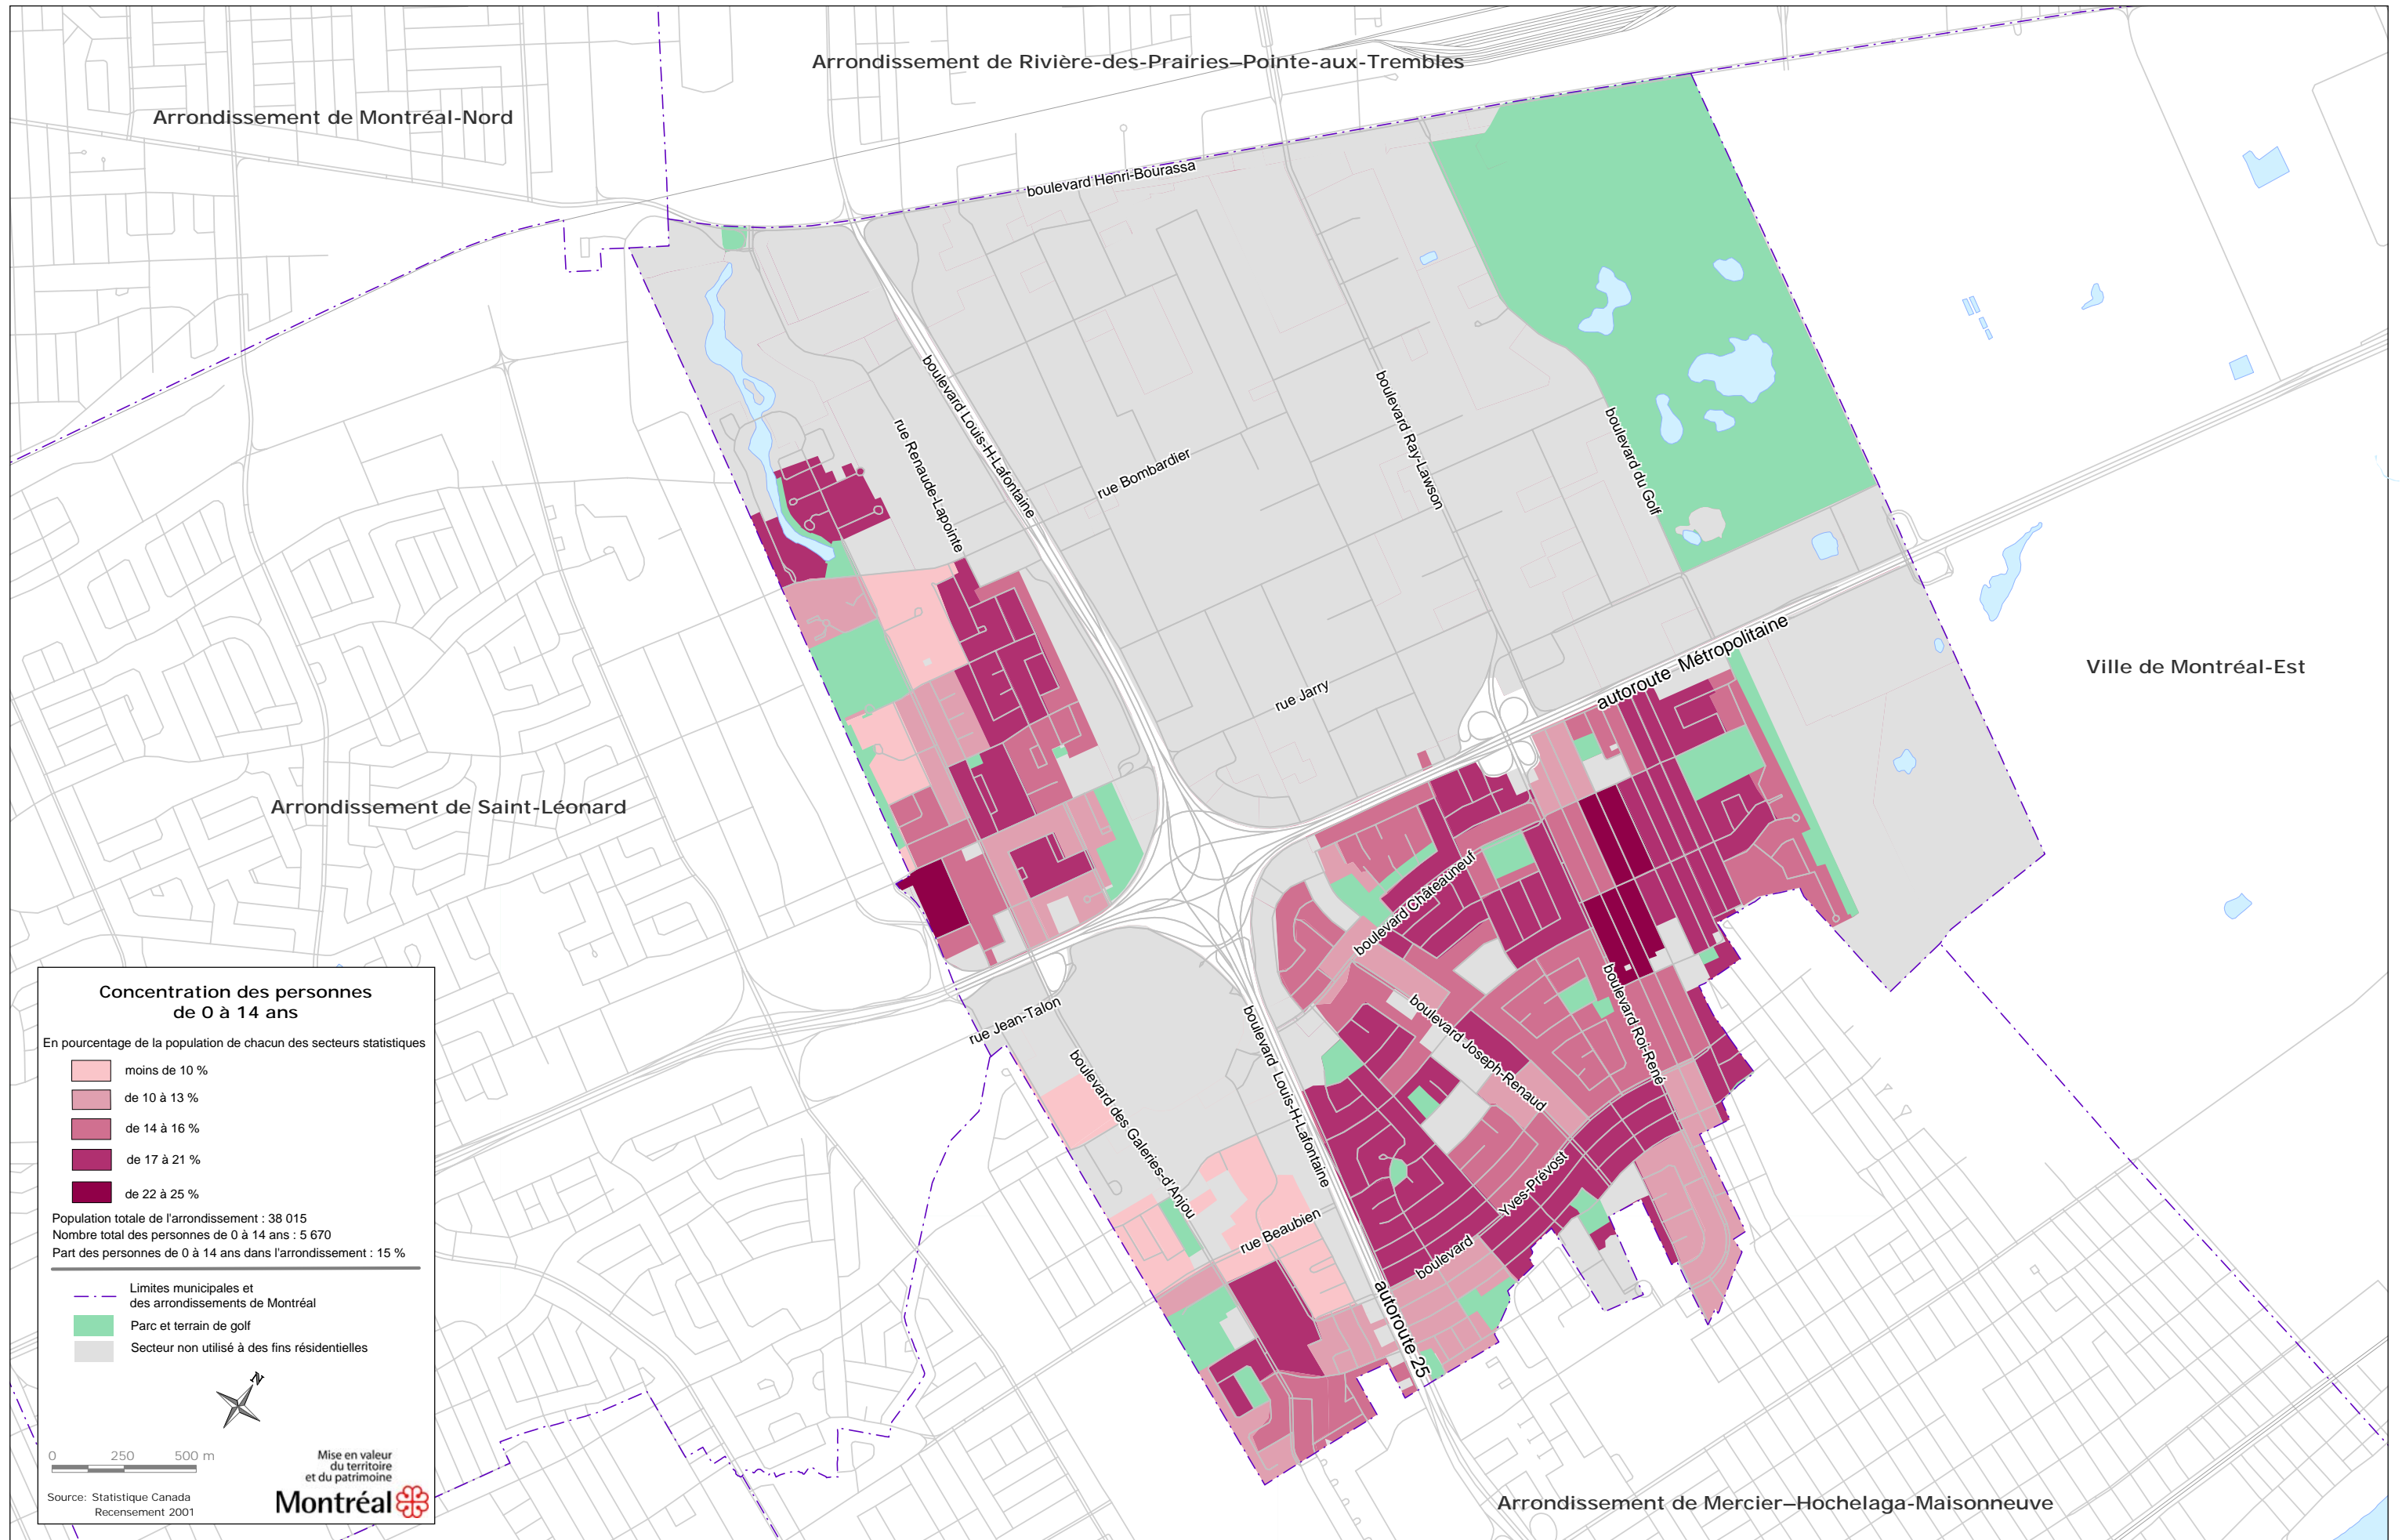 Arrondissement de Rivière-des-Prairies–Pointe-aux-Trembles
Arrondissement de Montréal-Nord
boulevard Henri-Bourassa
boulevard Louis-H-Lafontaine
rue Renaude-Lapointe
rue Bombardier
boulevard Ray-Lawson
boulevard du Golf
autoroute Métropolitaine
rue Jarry
Ville de Montréal-Est
Arrondissement de Saint-Léonard
boulevard Châteauneuf
boulevard Roi-René
boulevard Joseph-Renaud
rue Jean-Talon
boulevard des Galeries-d'Anjou
boulevard Louis-H-Lafontaine
rue Beaubien
boulevard Yves-Prévost
autoroute 25
Arrondissement de Mercier–Hochelaga-Maisonneuve
Concentration des personnes
de 0 à 14 ans
En pourcentage de la population de chacun des secteurs statistiques
moins de 10 %
de 10 à 13 %
de 14 à 16 %
de 17 à 21 %
de 22 à 25 %
Population totale de l'arrondissement : 38 015
Nombre total des personnes de 0 à 14 ans : 5 670
Part des personnes de 0 à 14 ans dans l'arrondissement : 15 %
Limites municipales et
des arrondissements de Montréal
Parc et terrain de golf
Secteur non utilisé à des fins résidentielles
N
0 250 500 m
Source: Statistique Canada
Recensement 2001
Mise en valeur
du territoire
et du patrimoine
Montréal